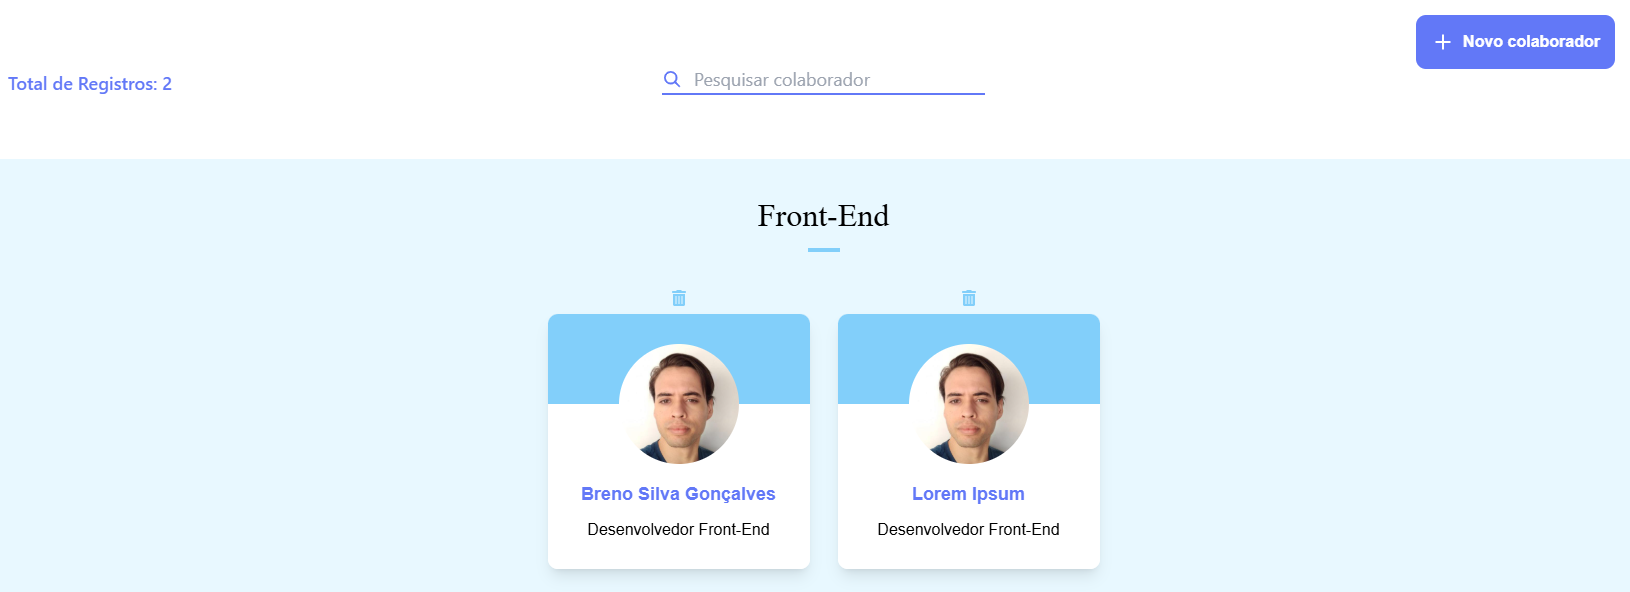 Novo colaborador
Total de Registros: 2
Pesquisar colaborador
Front-End
Breno Silva Gonçalves
Desenvolvedor Front-End
Lorem Ipsum
Desenvolvedor Front-End